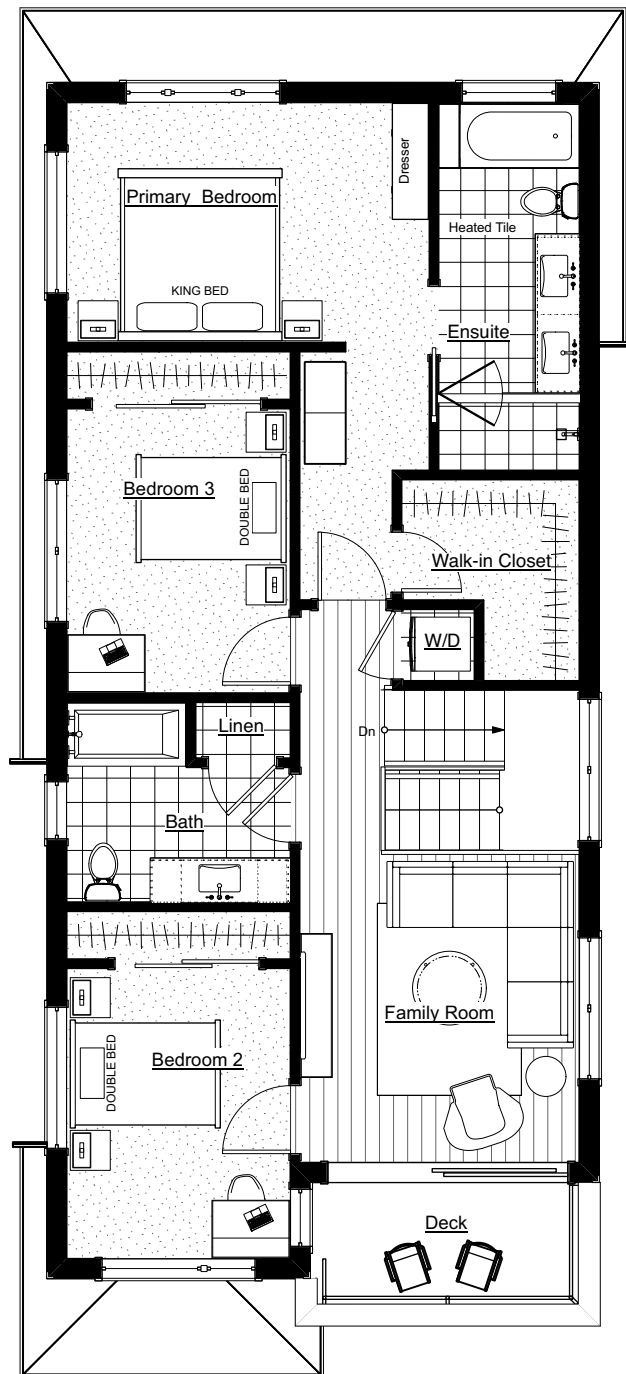 Dresser
Primary Bedroom
Heated Tile
KING BED
Ensuite
Bedroom 3
DOUBLE BED
Walk-in Closet
W/D
Linen
Dn
Bath
Family Room
Bedroom 2
DOUBLE BED
Deck